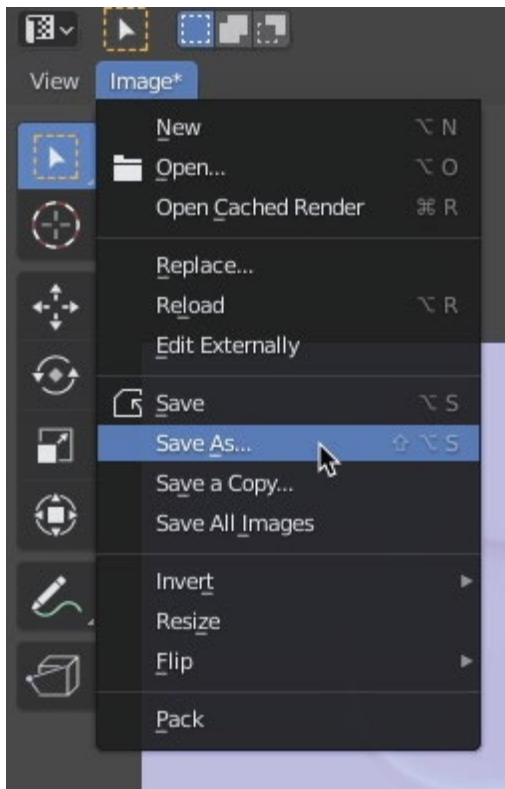 View Image*
New ⌥ N
Open... ⌥ O
Open Cached Render ⌘ R
Replace...
Reload ⌥ R
Edit Externally
Save ⌥ S
Save As... ⇧ ⌥ S
Save a Copy...
Save All Images
Invert
Resize
Flip
Pack